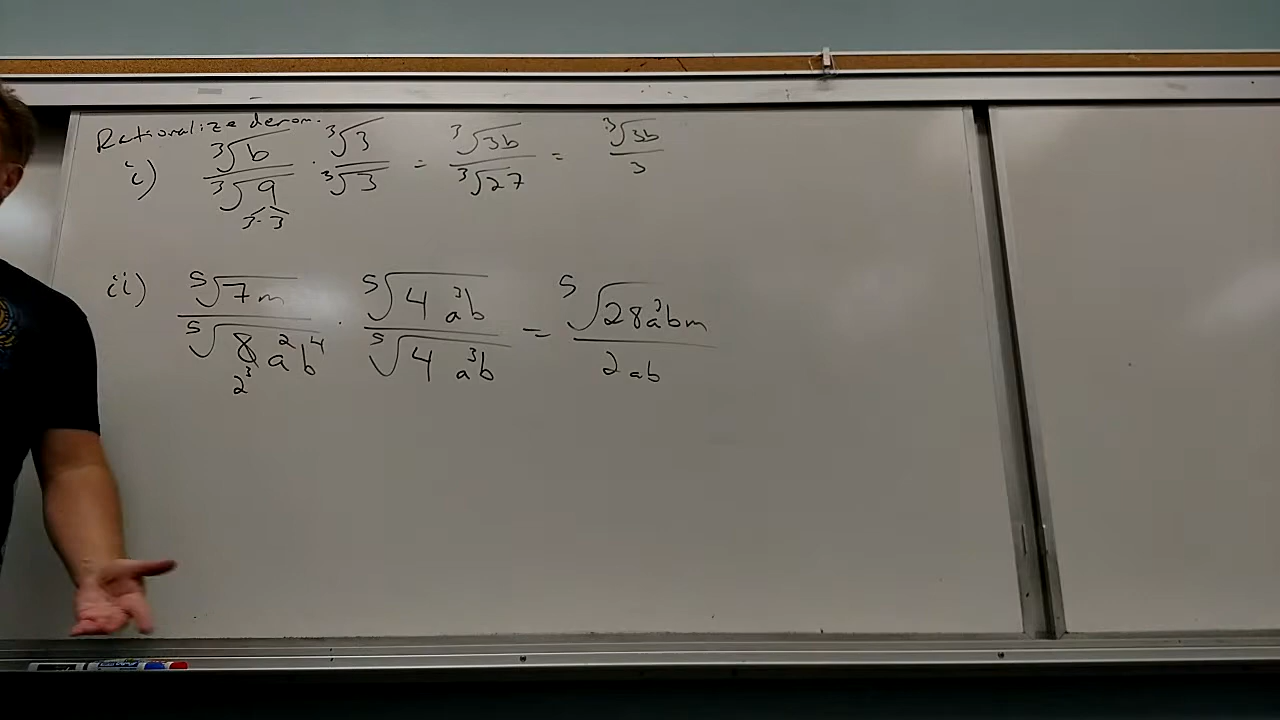 Rationalize denom.
i) ∛b / ∛9 · ∛3 / ∛3 = ∛3b / ∛27 = ∛3b / 3
3·3
ii) ⁵√7m / ⁵√8a²b⁴ · ⁵√4a³b / ⁵√4a³b = ⁵√28a³bm / 2ab
2³